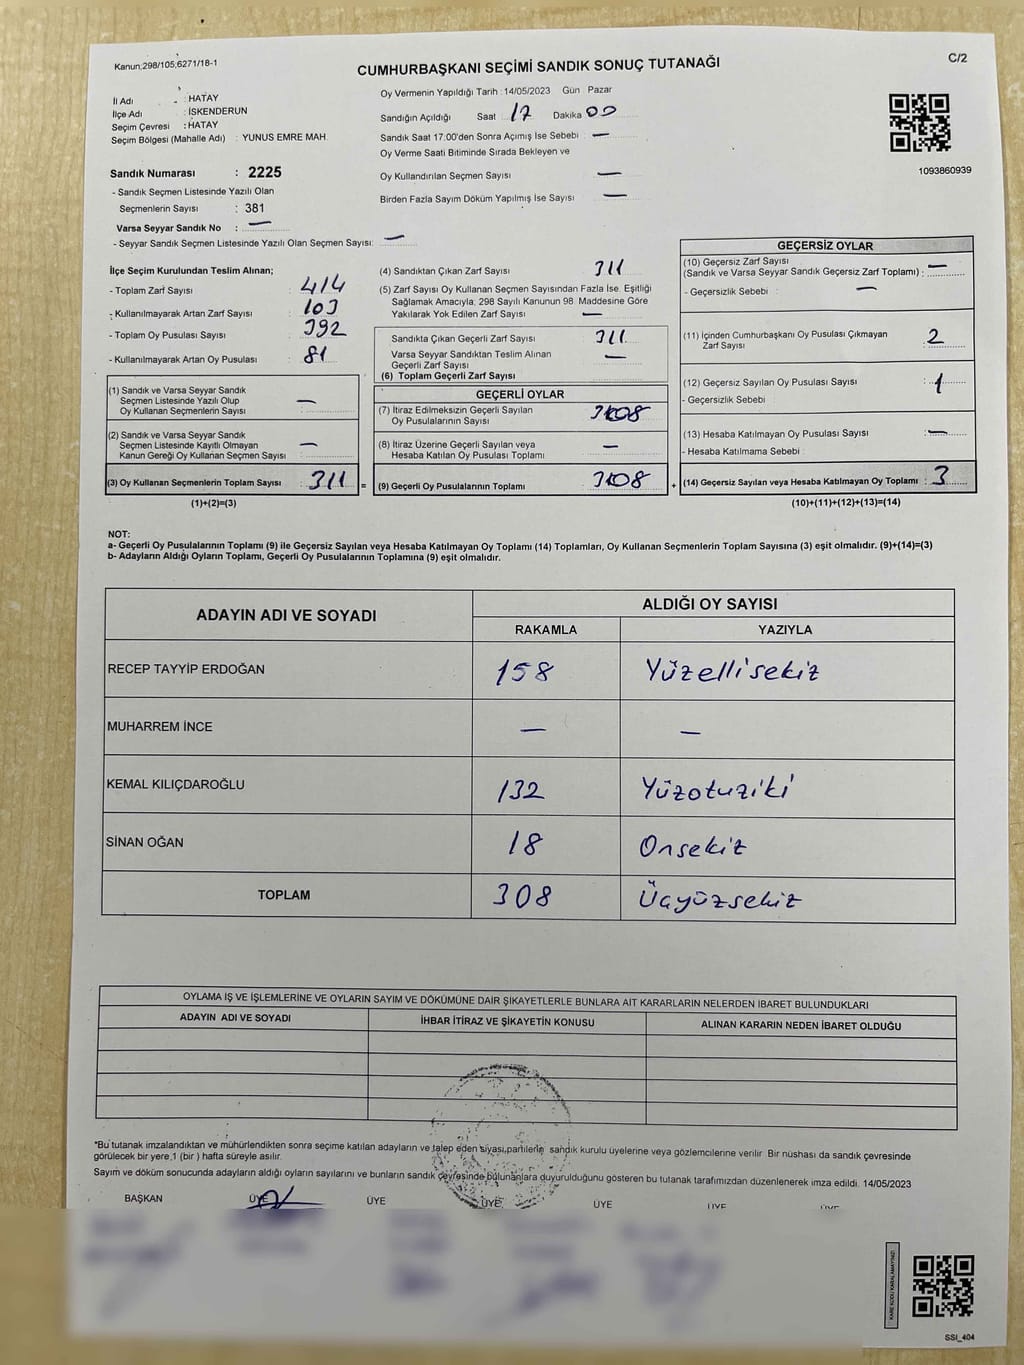 Kanun;298/105;6271/18-1
CUMHURBAŞKANI SEÇİMİ SANDIK SONUÇ TUTANAĞI
C/2
İl Adı : HATAY
İlçe Adı : İSKENDERUN
Seçim Çevresi : HATAY
Seçim Bölgesi (Mahalle Adı) : YUNUS EMRE MAH.
Sandık Numarası : 2225
- Sandık Seçmen Listesinde Yazılı Olan
Seçmenlerin Sayısı : 381
Varsa Seyyar Sandık No : —
- Seyyar Sandık Seçmen Listesinde Yazılı Olan Seçmen Sayısı: —
Oy Vermenin Yapıldığı Tarih : 14/05/2023 Gün Pazar
Sandığın Açıldığı Saat 17 Dakika 00
Sandık Saat 17:00'den Sonra Açımış İse Sebebi : —
Oy Verme Saati Bitiminde Sırada Bekleyen ve
Oy Kullandırılan Seçmen Sayısı —
Birden Fazla Sayım Döküm Yapılmış İse Sayısı : —
1093860939
İlçe Seçim Kurulundan Teslim Alınan;
- Toplam Zarf Sayısı : 414
- Kullanılmayarak Artan Zarf Sayısı : 103
- Toplam Oy Pusulası Sayısı : 392
- Kullanılmayarak Artan Oy Pusulası : 81
(1) Sandık ve Varsa Seyyar Sandık
Seçmen Listesinde Yazılı Olup
Oy Kullanan Seçmenlerin Sayısı —
(2) Sandık ve Varsa Seyyar Sandık
Seçmen Listesinde Kayıtlı Olmayan
Kanun Gereği Oy Kullanan Seçmen Sayısı : —
(3) Oy Kullanan Seçmenlerin Toplam Sayısı : 311 =
(1)+(2)=(3)
(4) Sandıktan Çıkan Zarf Sayısı 311
(5) Zarf Sayısı Oy Kullanan Seçmen Sayısından Fazla İse, Eşitliği
Sağlamak Amacıyla, 298 Sayılı Kanunun 98. Maddesine Göre
Yakılarak Yok Edilen Zarf Sayısı : —
Sandıkta Çıkan Geçerli Zarf Sayısı 311
Varsa Seyyar Sandıktan Teslim Alınan
Geçerli Zarf Sayısı —
(6) Toplam Geçerli Zarf Sayısı
GEÇERLİ OYLAR
(7) İtiraz Edilmeksizin Geçerli Sayılan
Oy Pusulalarının Sayısı
(8) İtiraz Üzerine Geçerli Sayılan veya
Hesaba Katılan Oy Pusulası Toplamı —
(9) Geçerli Oy Pusulalarının Toplamı +
GEÇERSİZ OYLAR
(10) Geçersiz Zarf Sayısı
(Sandık ve Varsa Seyyar Sandık Geçersiz Zarf Toplamı) : —
- Geçersizlik Sebebi : —
(11) İçinden Cumhurbaşkanı Oy Pusulası Çıkmayan
Zarf Sayısı : 2
(12) Geçersiz Sayılan Oy Pusulası Sayısı : 1
- Geçersizlik Sebebi
(13) Hesaba Katılmayan Oy Pusulası Sayısı : —
- Hesaba Katılmama Sebebi :
(14) Geçersiz Sayılan veya Hesaba Katılmayan Oy Toplamı : 3
(10)+(11)+(12)+(13)=(14)
NOT:
a- Geçerli Oy Pusulalarının Toplamı (9) ile Geçersiz Sayılan veya Hesaba Katılmayan Oy Toplamı (14) Toplamları, Oy Kullanan Seçmenlerin Toplam Sayısına (3) eşit olmalıdır. (9)+(14)=(3)
b- Adayların Aldığı Oyların Toplamı, Geçerli Oy Pusulalarının Toplamına (9) eşit olmalıdır.
ADAYIN ADI VE SOYADI ALDIĞI OY SAYISI
RAKAMLA YAZIYLA
RECEP TAYYİP ERDOĞAN 158 Yüzellisekiz
MUHARREM İNCE — —
KEMAL KILIÇDAROĞLU 132 Yüzotuziki
SİNAN OĞAN 18 Onsekiz
TOPLAM 308 Üçyüzsekiz
OYLAMA İŞ VE İŞLEMLERİNE VE OYLARIN SAYIM VE DÖKÜMÜNE DAİR ŞİKAYETLERLE BUNLARA AİT KARARLARIN NELERDEN İBARET BULUNDUKLARI
ADAYIN ADI VE SOYADI İHBAR İTİRAZ VE ŞİKAYETİN KONUSU ALINAN KARARIN NEDEN İBARET OLDUĞU
*Bu tutanak imzalandıktan ve mühürlendikten sonra seçime katılan adayların ve talep eden siyasi partilerin sandık kurulu üyelerine veya gözlemcilerine verilir. Bir nüshası da sandık çevresinde
görülecek bir yere,1 (bir ) hafta süreyle asılır.
Sayım ve döküm sonucunda adayların aldığı oyların sayılarını ve bunların sandık çevresinde bulunanlara duyurulduğunu gösteren bu tutanak tarafımızdan düzenlenerek imza edildi. 14/05/2023
BAŞKAN ÜYE ÜYE ÜYE ÜYE ÜYE ÜYE
KARE KODU KARALAMAYINIZ!
SSI_404